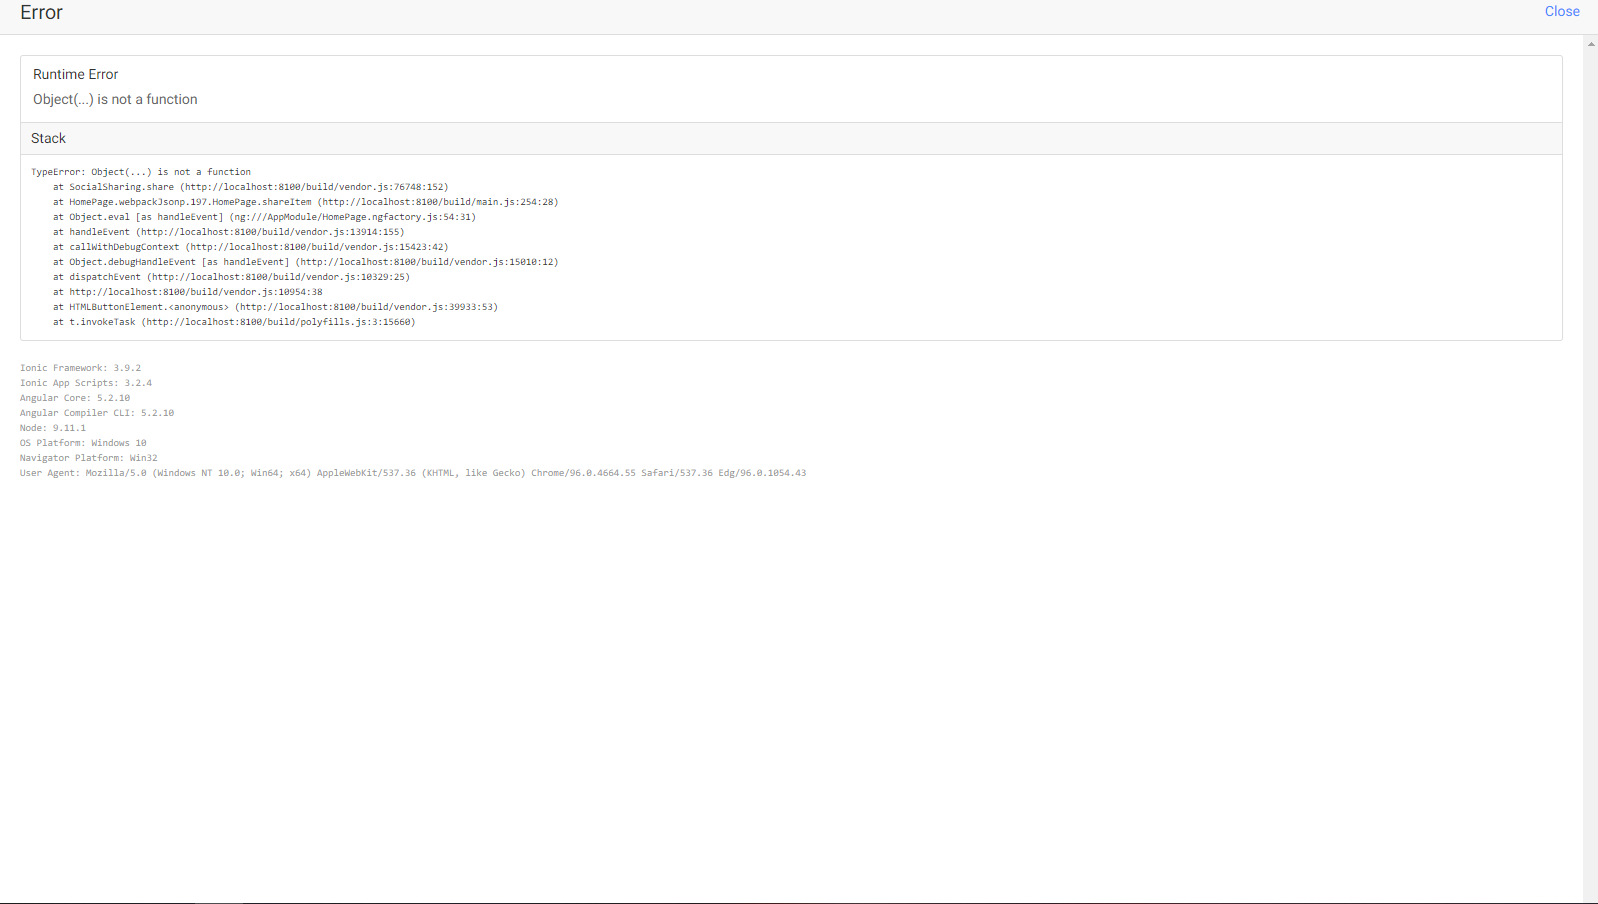 Error
Close
Runtime Error
Object(...) is not a function
Stack
TypeError: Object(...) is not a function
    at SocialSharing.share (http://localhost:8100/build/vendor.js:76748:152)
    at HomePage.webpackJsonp.197.HomePage.shareItem (http://localhost:8100/build/main.js:254:28)
    at Object.eval [as handleEvent] (ng:///AppModule/HomePage.ngfactory.js:54:31)
    at handleEvent (http://localhost:8100/build/vendor.js:13914:155)
    at callWithDebugContext (http://localhost:8100/build/vendor.js:15423:42)
    at Object.debugHandleEvent [as handleEvent] (http://localhost:8100/build/vendor.js:15010:12)
    at dispatchEvent (http://localhost:8100/build/vendor.js:10329:25)
    at http://localhost:8100/build/vendor.js:10954:38
    at HTMLButtonElement.<anonymous> (http://localhost:8100/build/vendor.js:39933:53)
    at t.invokeTask (http://localhost:8100/build/polyfills.js:3:15660)
Ionic Framework: 3.9.2
Ionic App Scripts: 3.2.4
Angular Core: 5.2.10
Angular Compiler CLI: 5.2.10
Node: 9.11.1
OS Platform: Windows 10
Navigator Platform: Win32
User Agent: Mozilla/5.0 (Windows NT 10.0; Win64; x64) AppleWebKit/537.36 (KHTML, like Gecko) Chrome/96.0.4664.55 Safari/537.36 Edg/96.0.1054.43